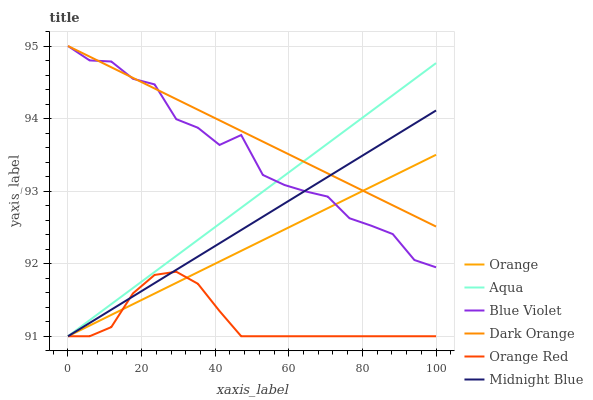 title
yaxis_label
95
94
93
92
91
0 20 40 60 80 100
xaxis_label
Orange
Aqua
Blue Violet
Dark Orange
Orange Red
Midnight Blue